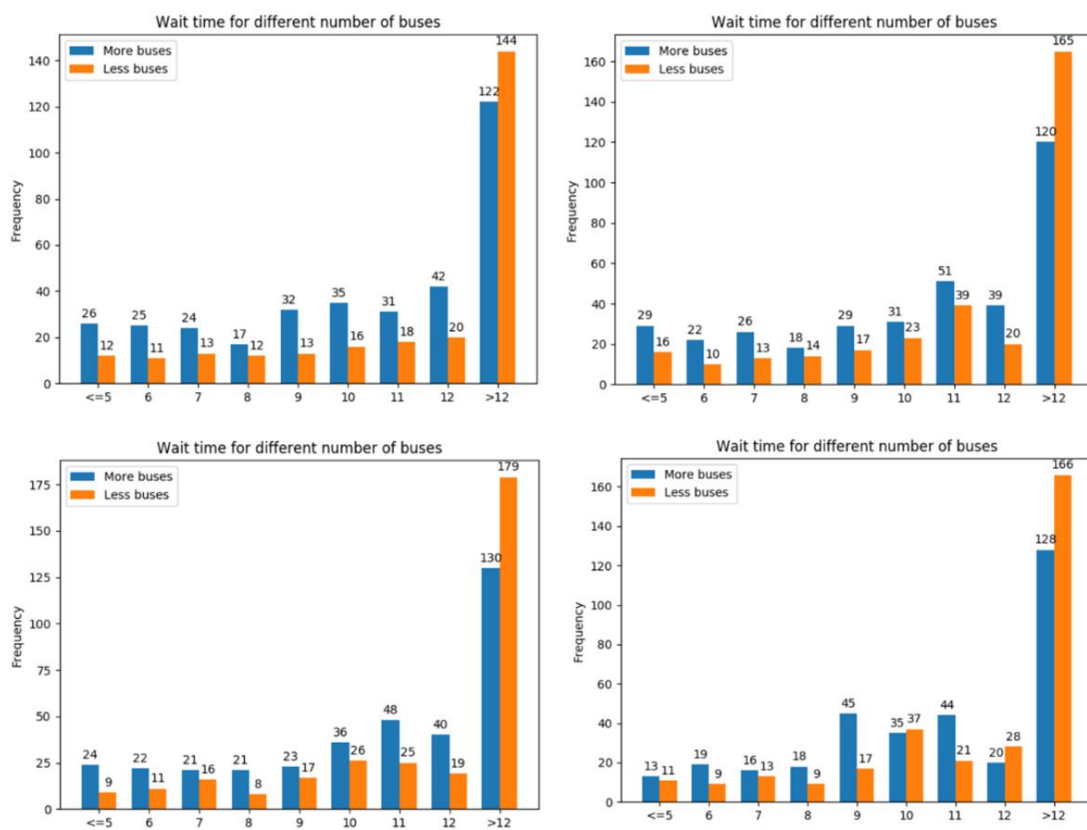 Wait time for different number of buses
More buses
Less buses
Frequency
140
120
100
80
60
40
20
0
26 12 25 11 24 13 17 12 32 13 35 16 31 18 42 20 122 144
<=5 6 7 8 9 10 11 12 >12
Wait time for different number of buses
More buses
Less buses
Frequency
160
140
120
100
80
60
40
20
0
29 16 22 10 26 13 18 14 29 17 31 23 51 39 39 20 120 165
<=5 6 7 8 9 10 11 12 >12
Wait time for different number of buses
More buses
Less buses
Frequency
175
150
125
100
75
50
25
0
24 9 22 11 21 16 21 8 23 17 36 26 48 25 40 19 130 179
<=5 6 7 8 9 10 11 12 >12
Wait time for different number of buses
More buses
Less buses
Frequency
160
140
120
100
80
60
40
20
0
13 11 19 9 16 13 18 9 45 17 35 37 44 21 20 28 128 166
<=5 6 7 8 9 10 11 12 >12